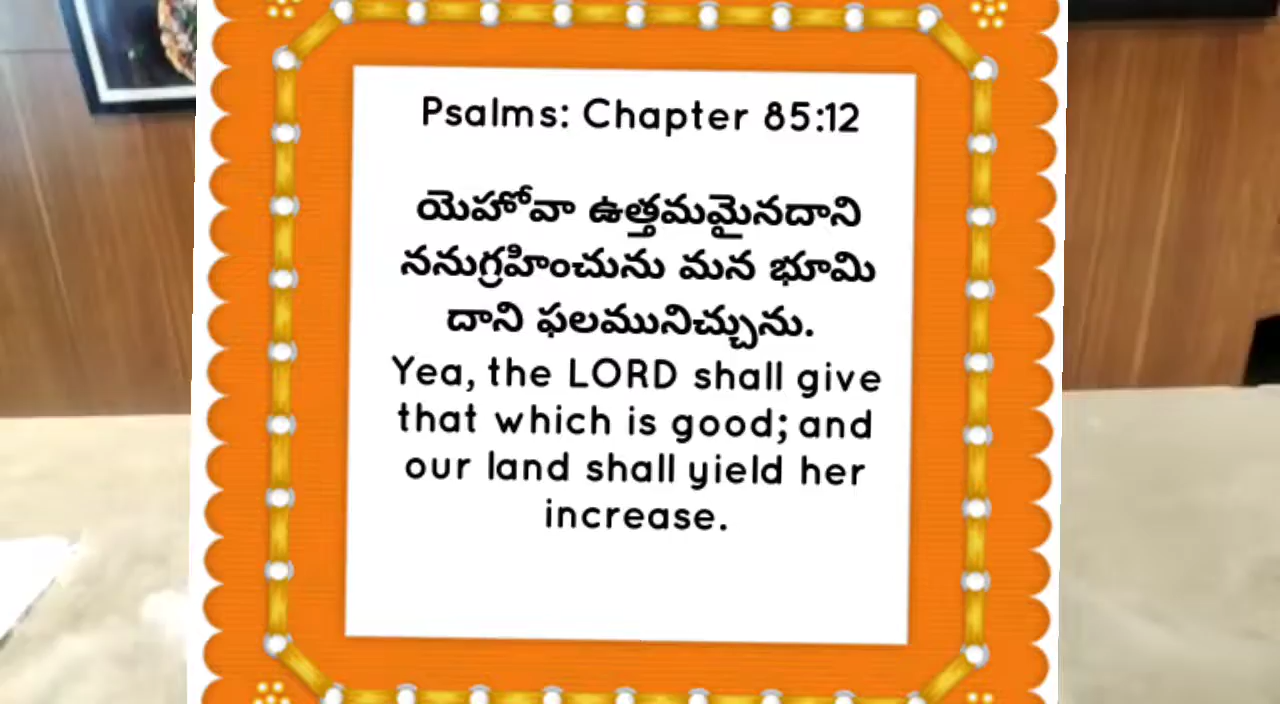 Psalms: Chapter 85:12
యెహోవా ఉత్తమమైనదాని
ననుగ్రహించును మన భూమి
దాని ఫలమునిచ్చును.
Yea, the LORD shall give
that which is good; and
our land shall yield her
increase.